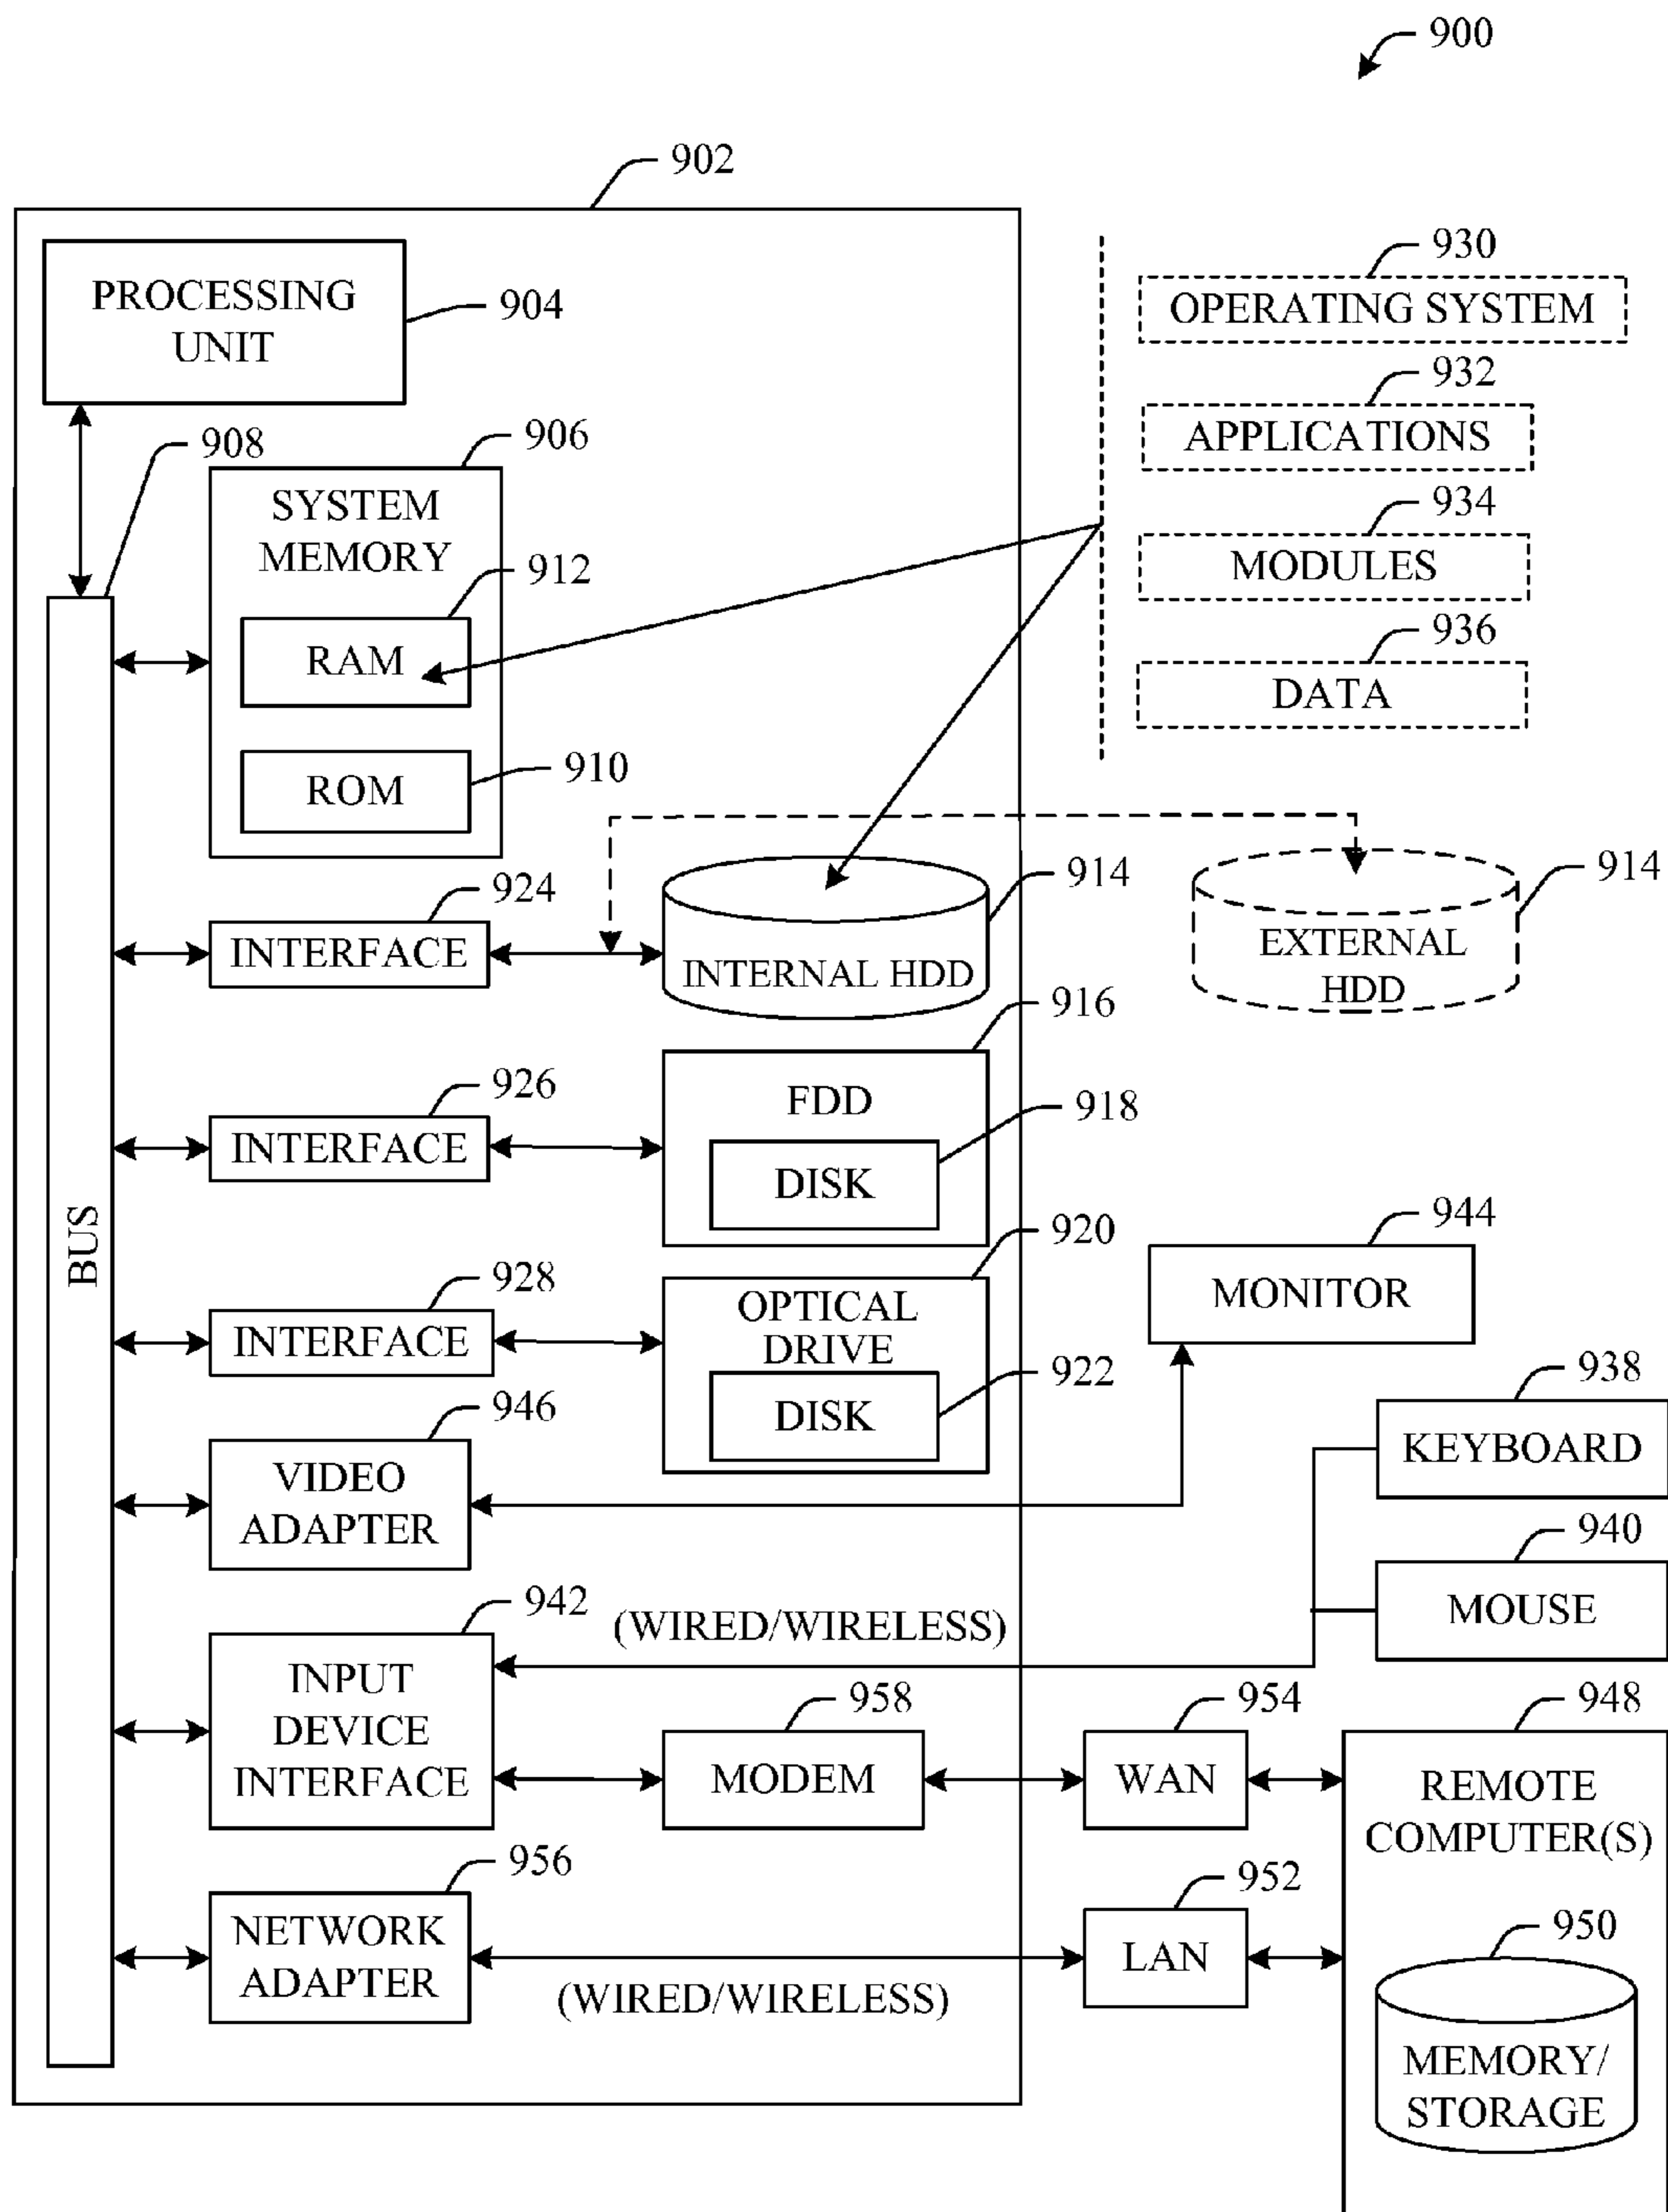 900
902
PROCESSING
UNIT
904
930
OPERATING SYSTEM
932
APPLICATIONS
934
MODULES
936
DATA
908
906
SYSTEM
MEMORY
912
RAM
910
ROM
BUS
924
INTERFACE
914
INTERNAL HDD
914
EXTERNAL
HDD
926
INTERFACE
916
FDD
918
DISK
928
INTERFACE
920
OPTICAL
DRIVE
922
DISK
944
MONITOR
946
VIDEO
ADAPTER
938
KEYBOARD
940
MOUSE
942
INPUT
DEVICE
INTERFACE
(WIRED/WIRELESS)
958
MODEM
954
WAN
948
REMOTE
COMPUTER(S)
956
NETWORK
ADAPTER
(WIRED/WIRELESS)
952
LAN
950
MEMORY/
STORAGE